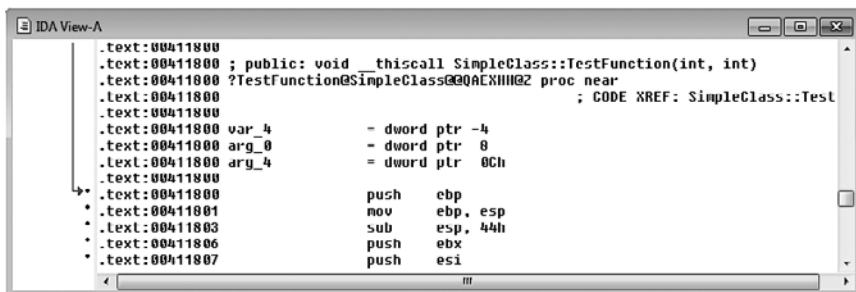 IDA View-A
.text:00411800
.text:00411800 ; public: void __thiscall SimpleClass::TestFunction(int, int)
.text:00411800 ?TestFunction@SimpleClass@@QAEXHH@Z proc near
.text:00411800 ; CODE XREF: SimpleClass::Test
.text:00411800
.text:00411800 var_4 = dword ptr -4
.text:00411800 arg_0 = dword ptr 8
.text:00411800 arg_4 = dword ptr 0Ch
.text:00411800
.text:00411800 push ebp
.text:00411801 mov ebp, esp
.text:00411803 sub esp, 44h
.text:00411806 push ebx
.text:00411807 push esi